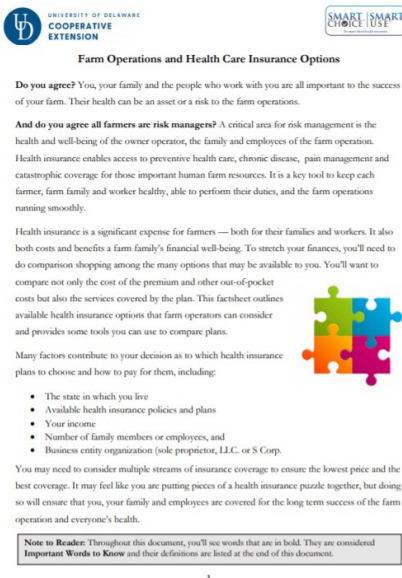 UNIVERSITY OF DELAWARE
COOPERATIVE
EXTENSION
SMART SMART
CHOICE USE
Farm Operations and Health Care Insurance Options
Do you agree? You, your family and the people who work with you are all important to the success
of your farm. Their health can be an asset or a risk to the farm operations.
And do you agree all farmers are risk managers? A critical area for risk management is the
health and well-being of the owner operator, the family and employees of the farm operation.
Health insurance enables access to preventive health care, chronic disease, pain management and
catastrophic coverage for those important human farm resources. It is a key tool to keep each
farmer, farm family and worker healthy, able to perform their duties, and the farm operations
running smoothly.
Health insurance is a significant expense for farmers — both for their families and workers. It also
both costs and benefits a farm family's financial well-being. To stretch your finances, you'll need to
do comparison shopping among the many options that may be available to you. You'll want to
compare not only the cost of the premium and other out-of-pocket
costs but also the services covered by the plan. This factsheet outlines
available health insurance options that farm operators can consider
and provides some tools you can use to compare plans.
Many factors contribute to your decision as to which health insurance
plans to choose and how to pay for them, including:
• The state in which you live
• Available health insurance policies and plans
• Your income
• Number of family members or employees, and
• Business entity organization (sole proprietor, LLC. or S Corp.
You may need to consider multiple streams of insurance coverage to ensure the lowest price and the
best coverage. It may feel like you are putting pieces of a health insurance puzzle together, but doing
so will ensure that you, your family and employees are covered for the long term success of the farm
operation and everyone's health.
Note to Reader: Throughout this document, you'll see words that are in bold. They are considered
Important Words to Know and their definitions are listed at the end of this document.
1